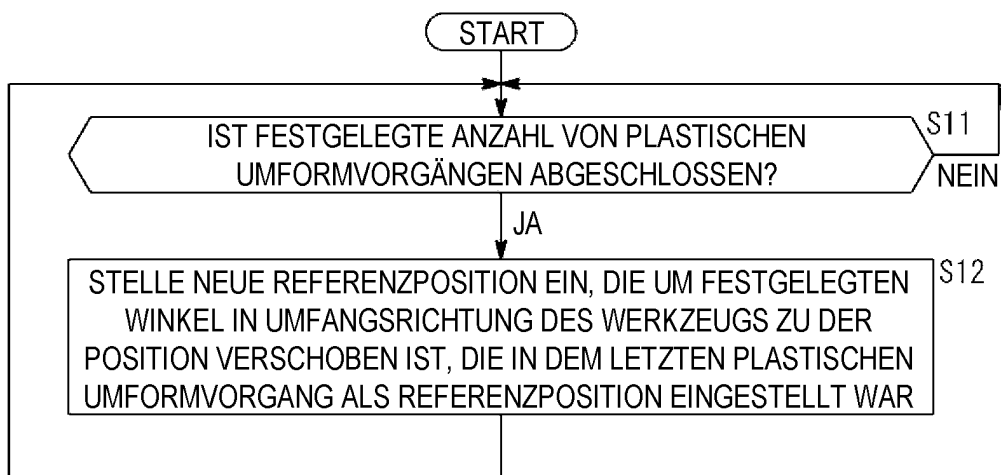 START
IST FESTGELEGTE ANZAHL VON PLASTISCHEN
UMFORMVORGÄNGEN ABGESCHLOSSEN?
S11
NEIN
JA
STELLE NEUE REFERENZPOSITION EIN, DIE UM FESTGELEGTEN
WINKEL IN UMFANGSRICHTUNG DES WERKZEUGS ZU DER
POSITION VERSCHOBEN IST, DIE IN DEM LETZTEN PLASTISCHEN
UMFORMVORGANG ALS REFERENZPOSITION EINGESTELLT WAR
S12